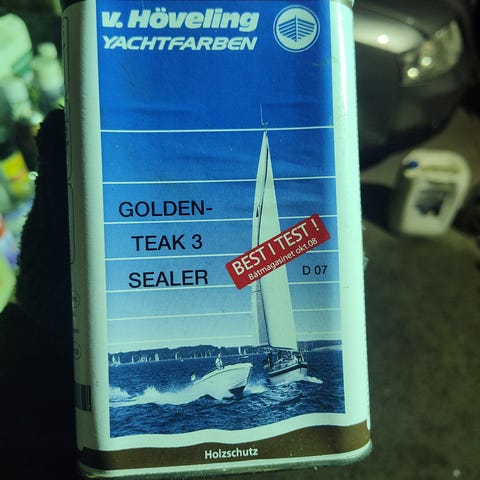 v. Höveling
YACHTFARBEN
GOLDEN-
TEAK 3
SEALER
BEST I TEST !
Båtmagasinet okt.08
D 07
Holzschutz